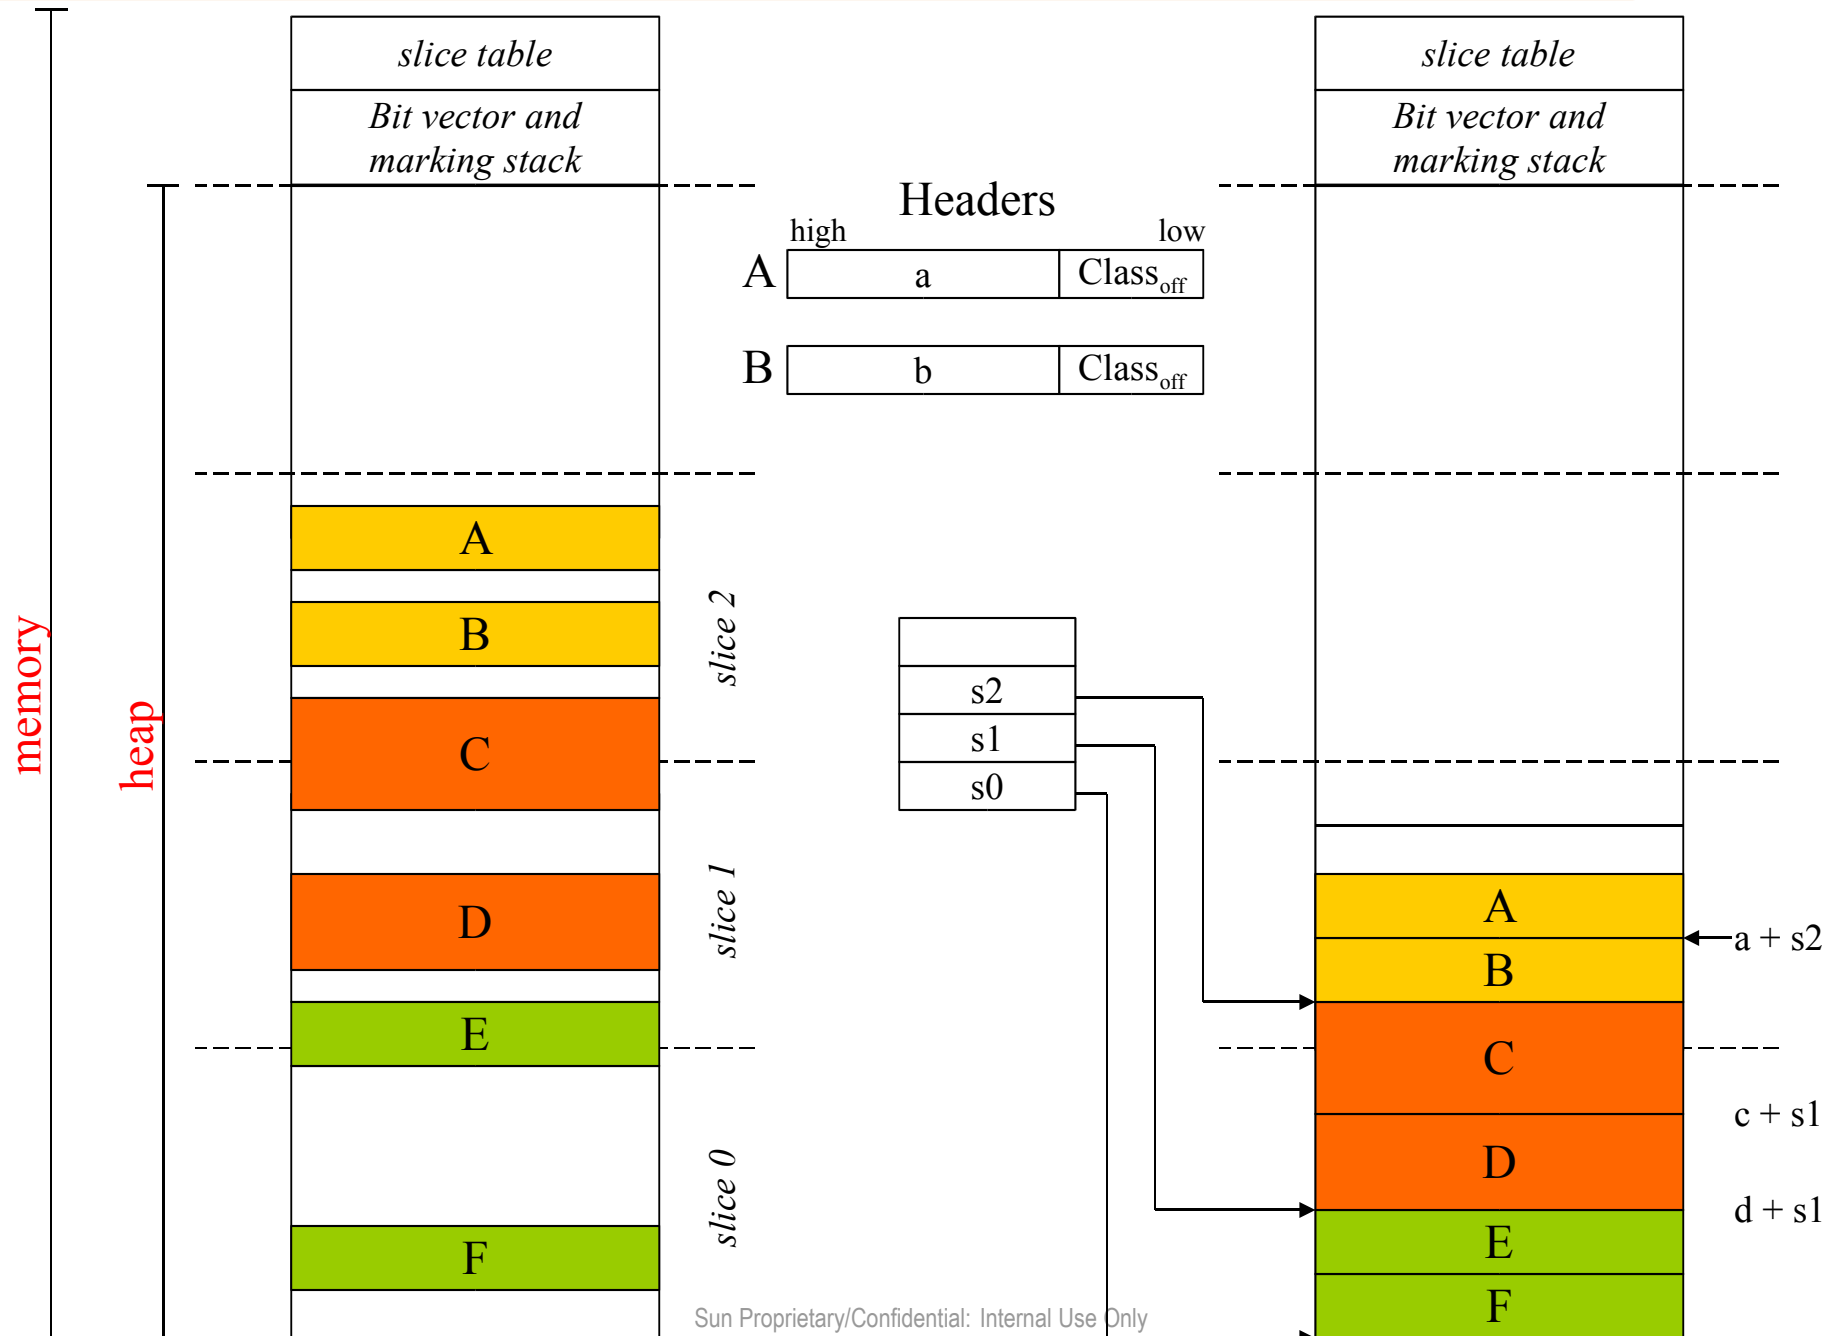 slice table
Bit vector and
marking stack
slice table
Bit vector and
marking stack
Headers
high low
A a Classoff
B b Classoff
memory
heap
A
B
C
D
E
F
slice 2
slice 1
slice 0
s2
s1
s0
A
B
C
D
E
F
a + s2
c + s1
d + s1
Sun Proprietary/Confidential: Internal Use Only